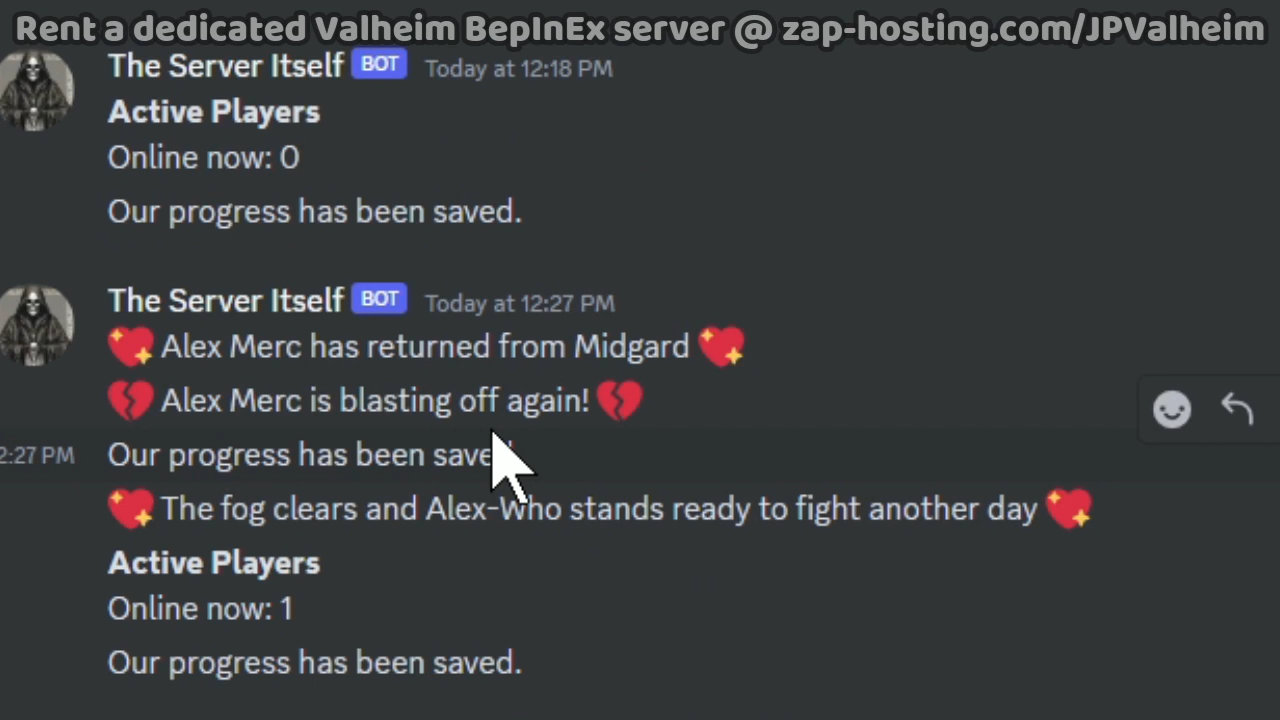 Rent a dedicated Valheim BepInEx server @ zap-hosting.com/JPValheim
The Server Itself BOT Today at 12:18 PM
Active Players
Online now: 0
Our progress has been saved.
The Server Itself BOT Today at 12:27 PM
💖 Alex Merc has returned from Midgard 💖
💔 Alex Merc is blasting off again! 💔
2:27 PM Our progress has been save
💖 The fog clears and Alex-Who stands ready to fight another day 💖
Active Players
Online now: 1
Our progress has been saved.